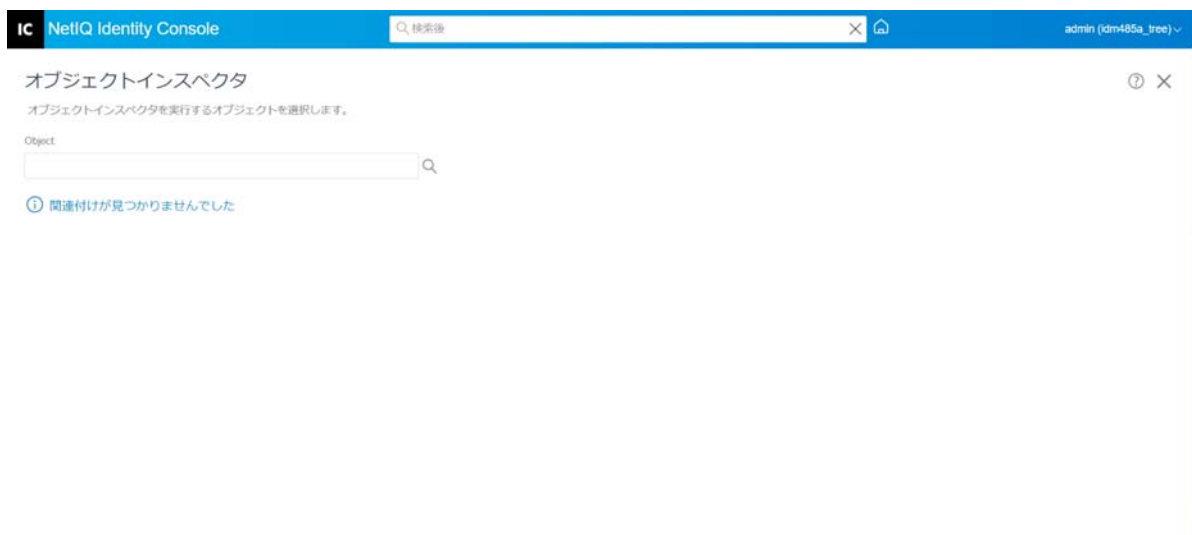 IC NetIQ Identity Console 検索後 admin (idm485a_tree)
オブジェクトインスペクタ
オブジェクトインスペクタを実行するオブジェクトを選択します。
Object
関連付けが見つかりませんでした